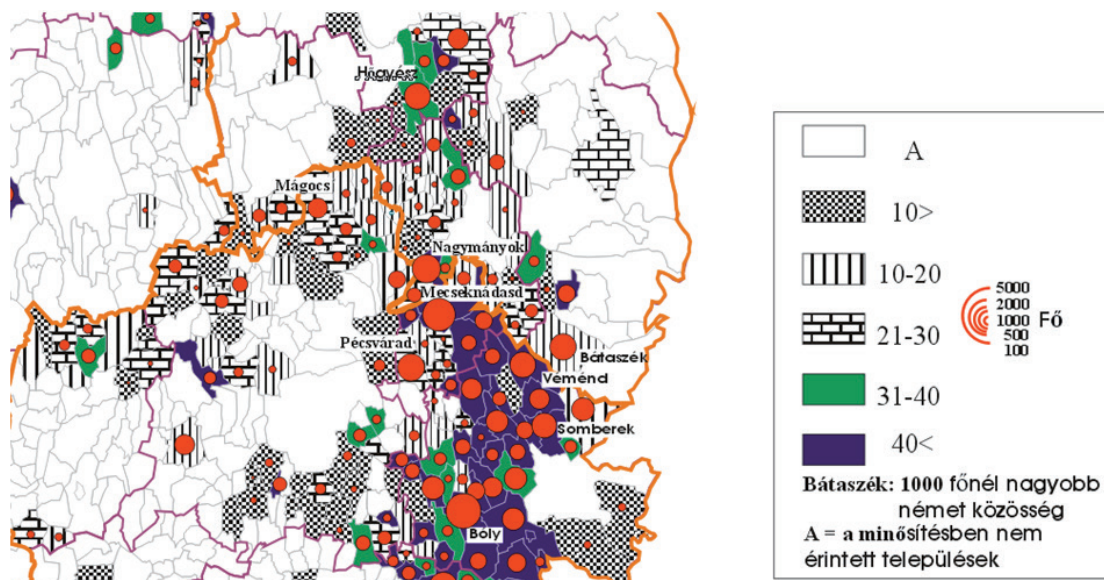 Hőgyész
Mágocs
Nagymányok
Mecseknádasd
Pécsvárad
Bátaszék
Véménd
Somberek
Bóly
A
10>
10-20
21-30
31-40
40<
5000
2000
1000 Fő
500
100
Bátaszék: 1000 főnél nagyobb
német közösség
A = a minősítésben nem
érintett települések